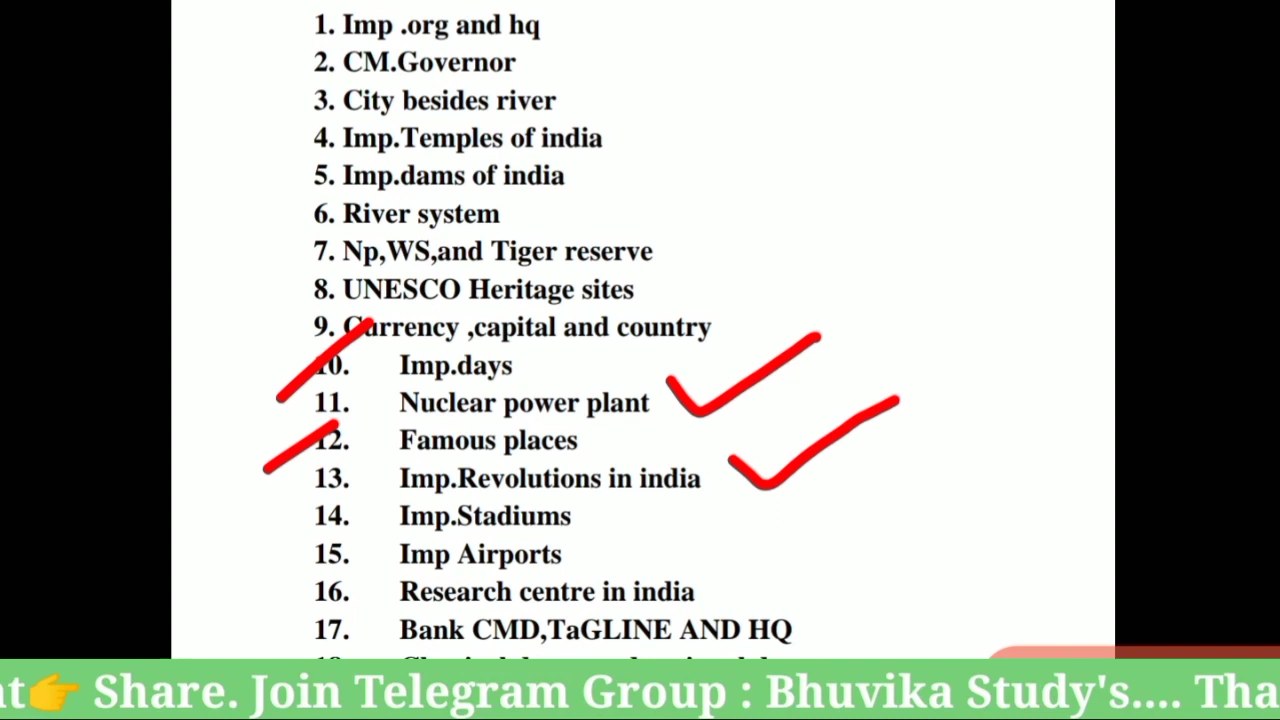 1. Imp .org and hq
2. CM.Governor
3. City besides river
4. Imp.Temples of india
5. Imp.dams of india
6. River system
7. Np,WS,and Tiger reserve
8. UNESCO Heritage sites
9. Currency ,capital and country
10. Imp.days
11. Nuclear power plant
12. Famous places
13. Imp.Revolutions in india
14. Imp.Stadiums
15. Imp Airports
16. Research centre in india
17. Bank CMD,TaGLINE AND HQ
👉 Share. Join Telegram Group : Bhuvika Study's....